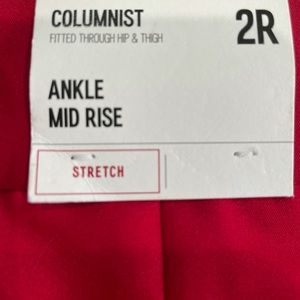 COLUMNIST 2R
FITTED THROUGH HIP & THIGH
ANKLE
MID RISE
STRETCH